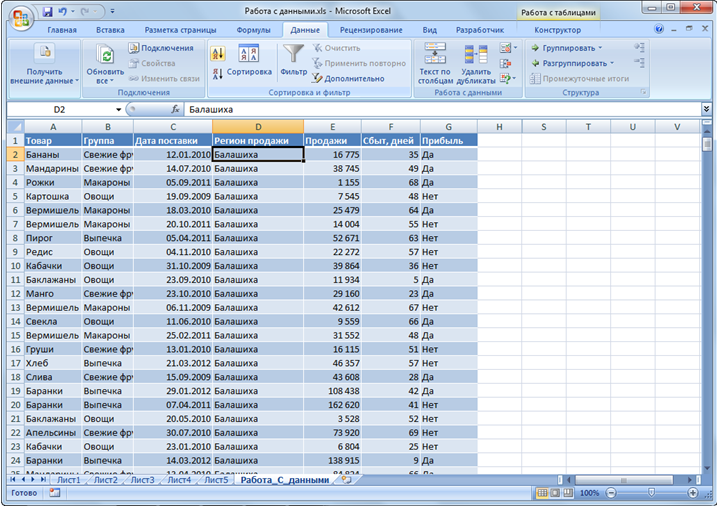 Работа с данными.xls - Microsoft Excel
Работа с таблицами
Главная Вставка Разметка страницы Формулы Данные Рецензирование Вид Разработчик Конструктор
Получить внешние данные
Подключения
Свойства
Изменить связи
Обновить все
Подключения
Сортировка
Фильтр
Очистить
Применить повторно
Дополнительно
Сортировка и фильтр
Текст по столбцам
Удалить дубликаты
Работа с данными
Группировать
Разгруппировать
Промежуточные итоги
Структура
D2 fx Балашиха
A B C D E F G H S T U V
1 Товар Группа Дата поставки Регион продажи Продажи Сбыт, дней Прибыль
2 Бананы Свежие фру 12.01.2010 Балашиха 16 775 35 Да
3 Мандарины Свежие фру 14.07.2010 Балашиха 38 745 49 Да
4 Рожки Макароны 05.09.2011 Балашиха 1 155 68 Да
5 Картошка Овощи 19.09.2009 Балашиха 7 545 48 Нет
6 Вермишель Макароны 18.03.2010 Балашиха 25 479 64 Да
7 Вермишель Макароны 20.10.2011 Балашиха 14 004 55 Нет
8 Пирог Выпечка 05.04.2011 Балашиха 52 671 63 Нет
9 Редис Овощи 04.11.2010 Балашиха 22 272 57 Нет
10 Кабачки Овощи 31.10.2009 Балашиха 39 864 36 Нет
11 Баклажаны Овощи 23.09.2010 Балашиха 11 934 5 Да
12 Манго Свежие фру 23.10.2010 Балашиха 29 160 23 Да
13 Вермишель Макароны 06.11.2009 Балашиха 42 612 67 Нет
14 Свекла Овощи 11.06.2010 Балашиха 9 559 66 Да
15 Вермишель Макароны 25.02.2011 Балашиха 31 552 48 Да
16 Груши Свежие фру 13.01.2010 Балашиха 16 115 51 Нет
17 Хлеб Выпечка 21.03.2012 Балашиха 46 357 57 Нет
18 Слива Свежие фру 15.09.2009 Балашиха 43 608 28 Да
19 Баранки Выпечка 29.01.2012 Балашиха 108 438 42 Да
20 Баранки Выпечка 07.04.2011 Балашиха 162 620 41 Нет
21 Баклажаны Овощи 20.05.2010 Балашиха 3 528 52 Нет
22 Апельсины Свежие фру 30.07.2010 Балашиха 73 920 69 Нет
23 Кабачки Овощи 23.01.2010 Балашиха 6 804 25 Нет
24 Баранки Выпечка 14.03.2012 Балашиха 138 915 9 Да
Лист1 Лист2 Лист3 Лист4 Лист5 Работа_С_данными
Готово 100%